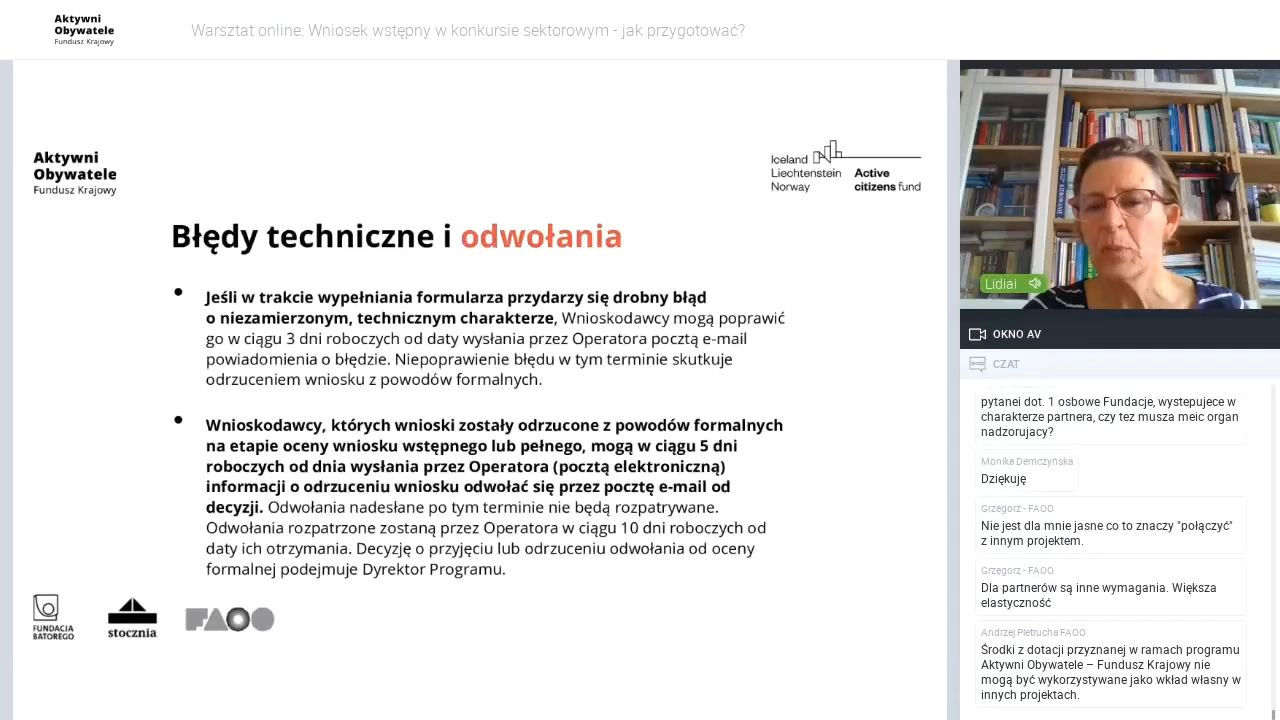 Aktywni
Obywatele
Fundusz Krajowy
Warsztat online: Wniosek wstępny w konkursie sektorowym - jak przygotować?
Aktywni
Obywatele
Fundusz Krajowy
Iceland
Liechtenstein
Norway
Active
citizens fund
Błędy techniczne i odwołania
• Jeśli w trakcie wypełniania formularza przydarzy się drobny błąd
o niezamierzonym, technicznym charakterze, Wnioskodawcy mogą poprawić
go w ciągu 3 dni roboczych od daty wysłania przez Operatora pocztą e-mail
powiadomienia o błędzie. Niepoprawienie błędu w tym terminie skutkuje
odrzuceniem wniosku z powodów formalnych.
• Wnioskodawcy, których wnioski zostały odrzucone z powodów formalnych
na etapie oceny wniosku wstępnego lub pełnego, mogą w ciągu 5 dni
roboczych od dnia wysłania przez Operatora (pocztą elektroniczną)
informacji o odrzuceniu wniosku odwołać się przez pocztę e-mail od
decyzji. Odwołania nadesłane po tym terminie nie będą rozpatrywane.
Odwołania rozpatrzone zostaną przez Operatora w ciągu 10 dni roboczych od
daty ich otrzymania. Decyzję o przyjęciu lub odrzuceniu odwołania od oceny
formalnej podejmuje Dyrektor Programu.
FUNDACJA
BATOREGO
stocznia
FAOO
Lidiai
OKNO AV
CZAT
pytanei dot. 1 osbowe Fundacje, wystepujece w
charakterze partnera, czy tez musza meic organ
nadzorujacy?
Monika Demczyńska
Dziękuję
Grzegorz - FAOO
Nie jest dla mnie jasne co to znaczy "połączyć"
z innym projektem.
Grzegorz - FAOO
Dla partnerów są inne wymagania. Większa
elastyczność
Andrzej Pietrucha FAOO
Środki z dotacji przyznanej w ramach programu
Aktywni Obywatele – Fundusz Krajowy nie
mogą być wykorzystywane jako wkład własny w
innych projektach.